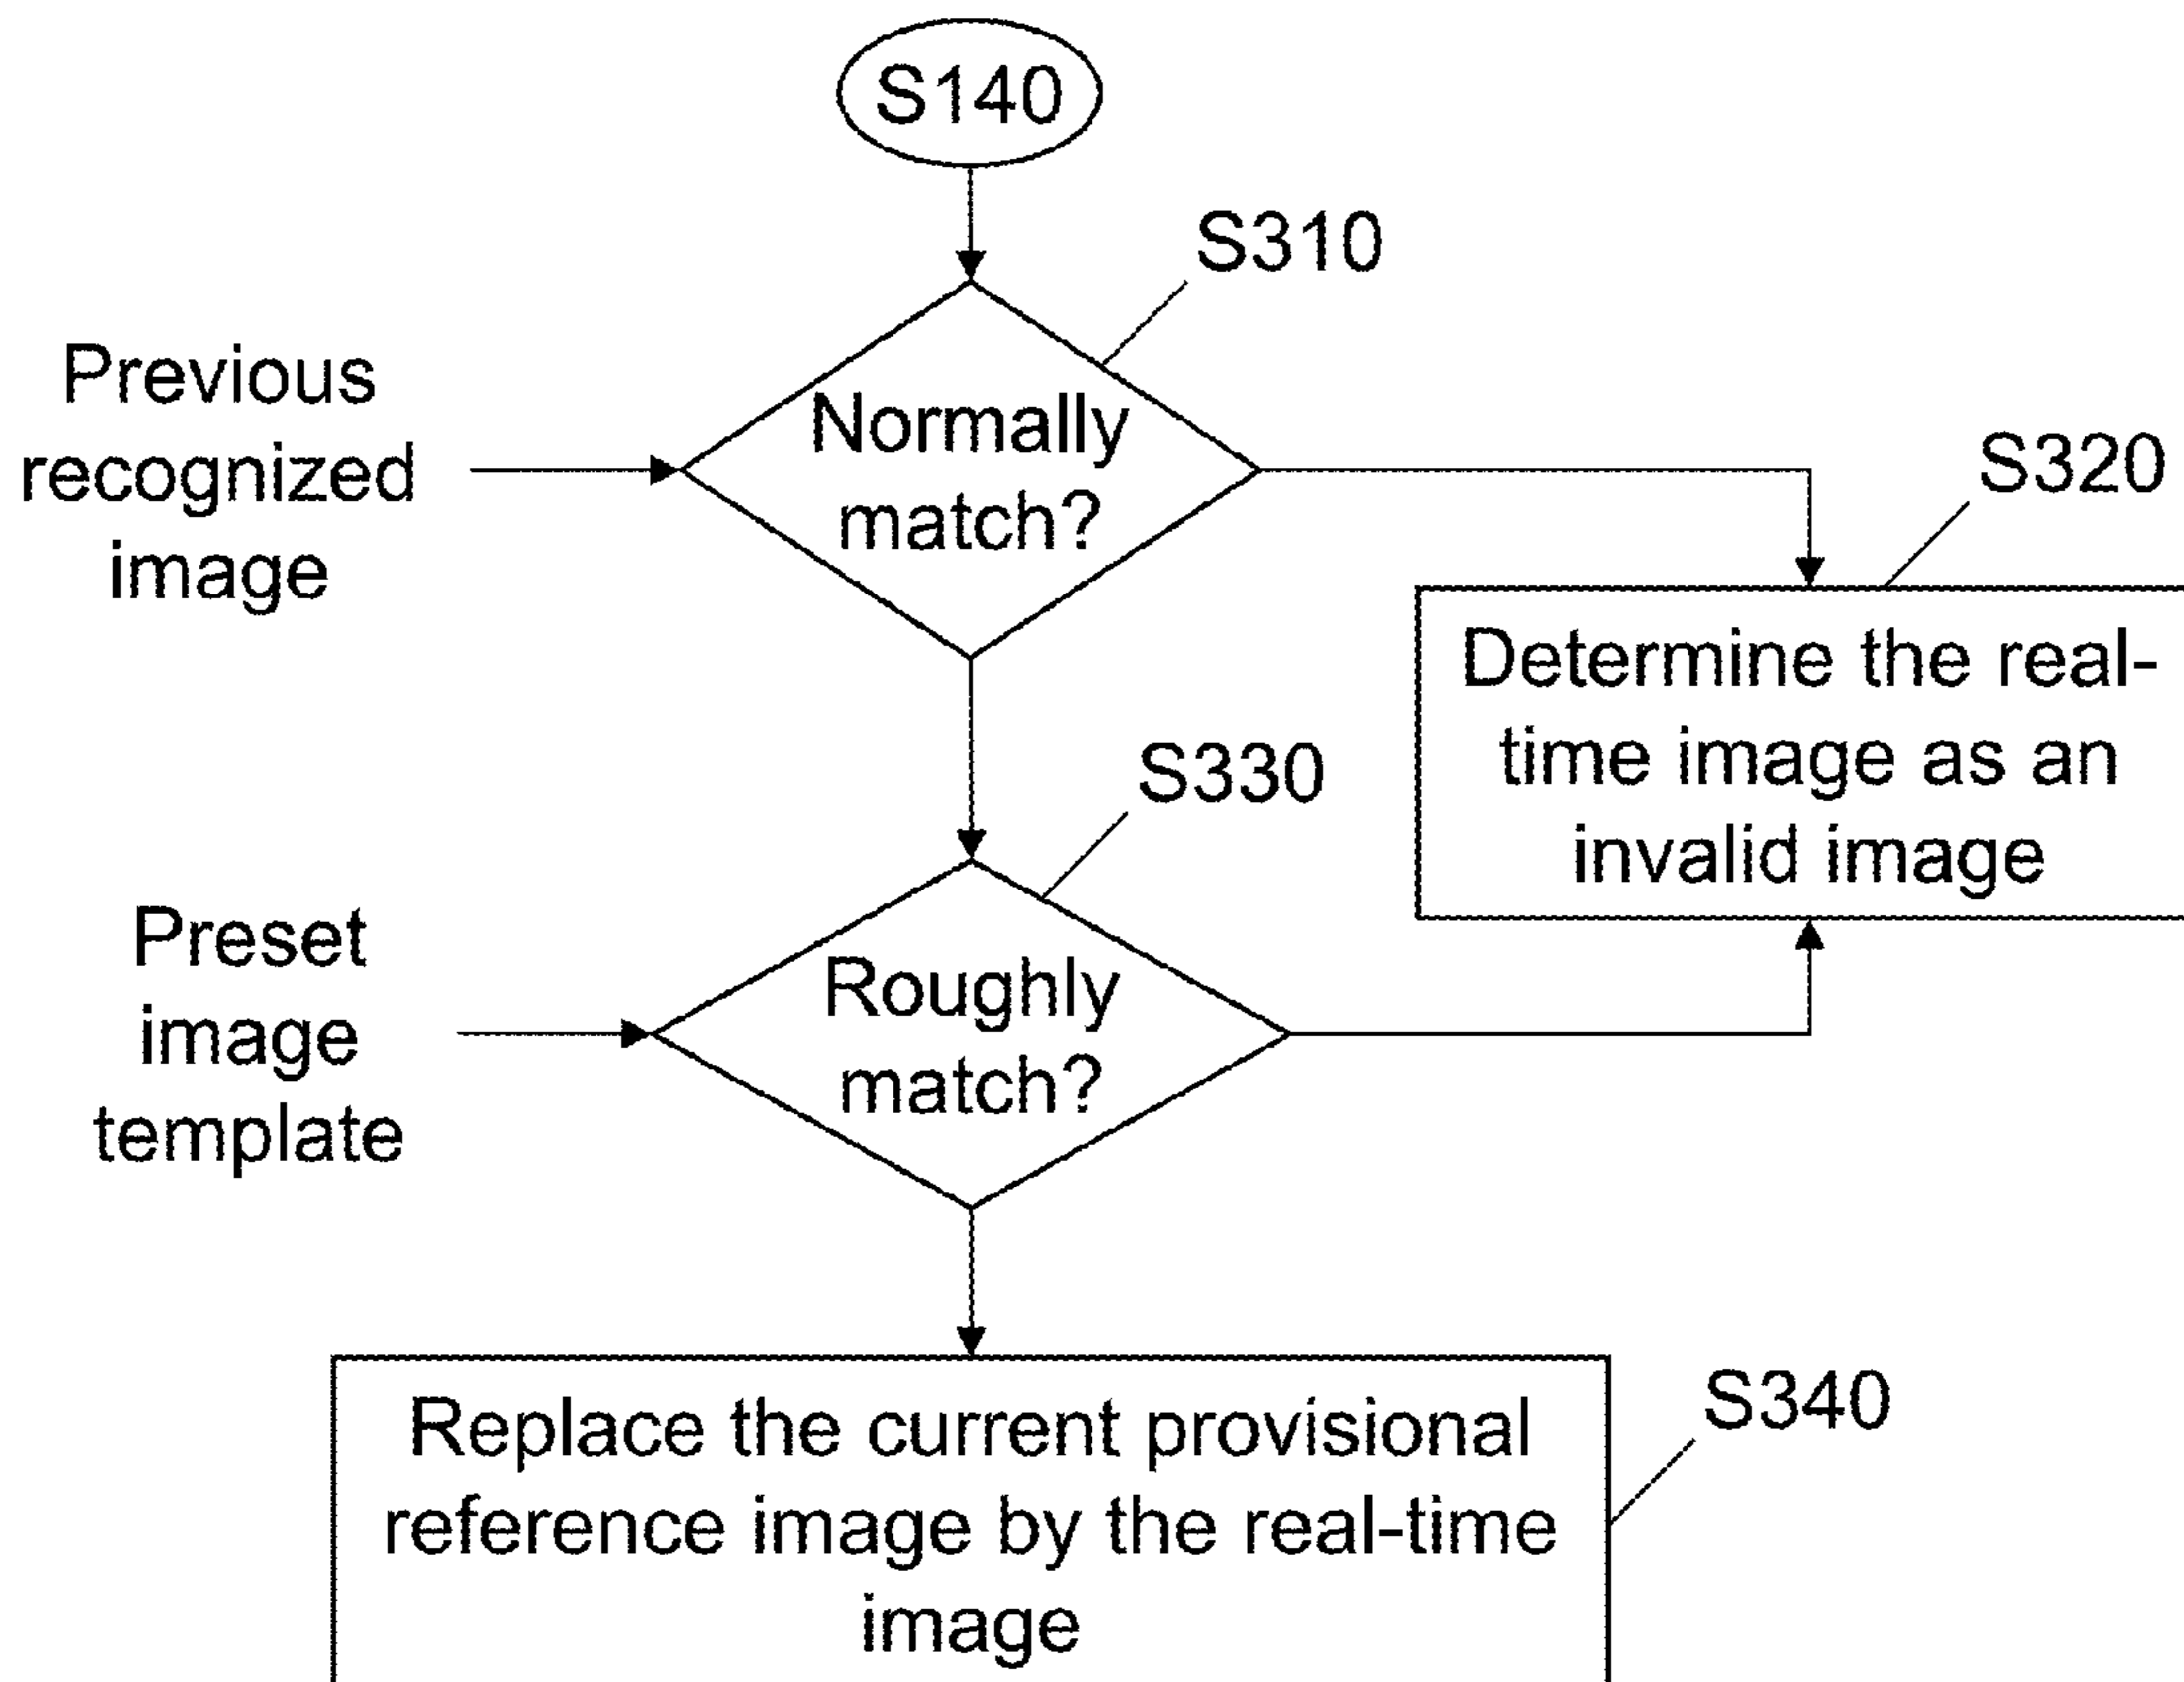 S140
S310
Previous
recognized
image
Normally
match?
S320
Determine the real-
time image as an
invalid image
S330
Preset
image
template
Roughly
match?
S340
Replace the current provisional
reference image by the real-time
image